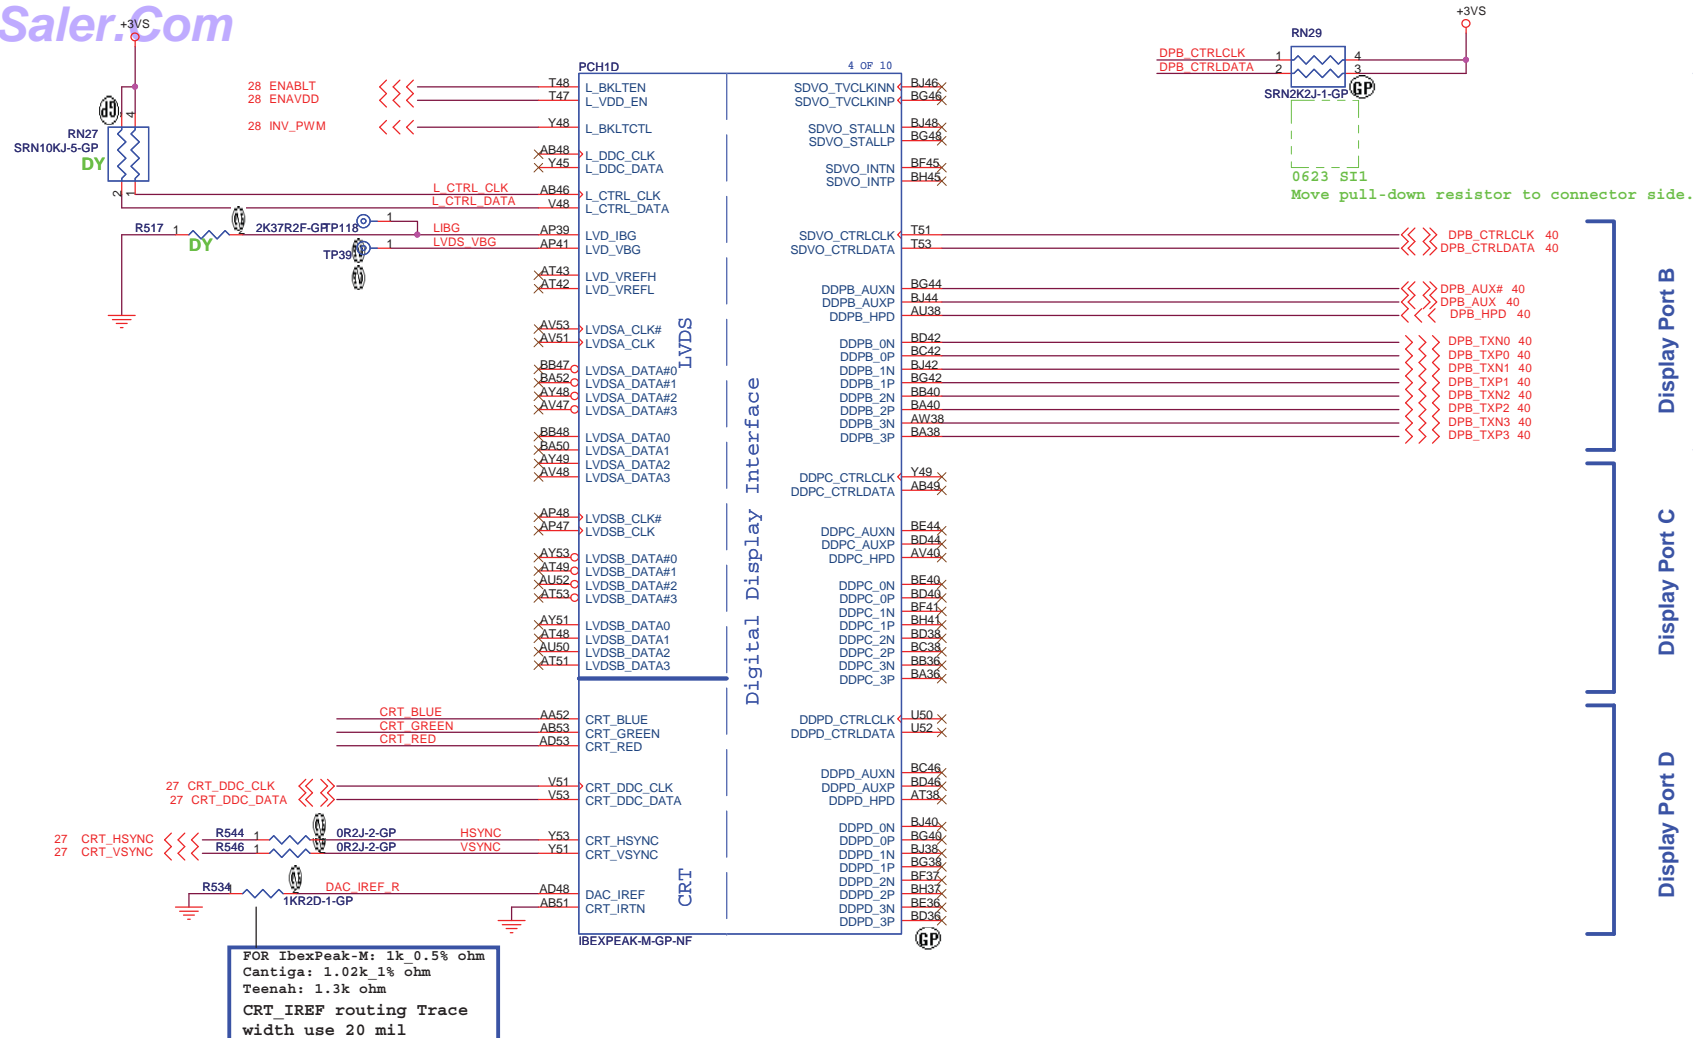 Saler.Com
+3VS
RN27
SRN10KJ-5-GP
DY
4
2
1
28 ENABLT
28 ENAVDD
28 INV_PWM
L_CTRL_CLK
L_CTRL_DATA
R517
1
2
DY
2K37R2F-GP
TP118
1
LIBG
TP39
1
LVDS_VBG
CRT_BLUE
CRT_GREEN
CRT_RED
27 CRT_DDC_CLK
27 CRT_DDC_DATA
27 CRT_HSYNC
27 CRT_VSYNC
R544 1
0R2J-2-GP
HSYNC
R546 1
0R2J-2-GP
VSYNC
R534
1
DAC_IREF_R
1KR2D-1-GP
FOR IbexPeak-M: 1k_0.5% ohm
Cantiga: 1.02k_1% ohm
Teenah: 1.3k ohm
CRT_IREF routing Trace
width use 20 mil
PCH1D
4 OF 10
T48 L_BKLTEN
T47 L_VDD_EN
Y48 L_BKLTCTL
AB48 L_DDC_CLK
Y45 L_DDC_DATA
AB46 L_CTRL_CLK
V48 L_CTRL_DATA
AP39 LVD_IBG
AP41 LVD_VBG
AT43 LVD_VREFH
AT42 LVD_VREFL
AV53 LVDSA_CLK#
AV51 LVDSA_CLK
BB47 LVDSA_DATA#0
BA52 LVDSA_DATA#1
AY48 LVDSA_DATA#2
AV47 LVDSA_DATA#3
BB48 LVDSA_DATA0
BA50 LVDSA_DATA1
AY49 LVDSA_DATA2
AV48 LVDSA_DATA3
AP48 LVDSB_CLK#
AP47 LVDSB_CLK
AY53 LVDSB_DATA#0
AT49 LVDSB_DATA#1
AU52 LVDSB_DATA#2
AT53 LVDSB_DATA#3
AY51 LVDSB_DATA0
AT48 LVDSB_DATA1
AU50 LVDSB_DATA2
AT51 LVDSB_DATA3
AA52 CRT_BLUE
AB53 CRT_GREEN
AD53 CRT_RED
V51 CRT_DDC_CLK
V53 CRT_DDC_DATA
Y53 CRT_HSYNC
Y51 CRT_VSYNC
AD48 DAC_IREF
AB51 CRT_IRTN
LVDS
CRT
Digital Display Interface
IBEXPEAK-M-GP-NF
GP
SDVO_TVCLKINN BJ46
SDVO_TVCLKINP BG46
SDVO_STALLN BJ48
SDVO_STALLP BG48
SDVO_INTN BF45
SDVO_INTP BH45
SDVO_CTRLCLK T51
SDVO_CTRLDATA T53
DDPB_AUXN BG44
DDPB_AUXP BJ44
DDPB_HPD AU38
DDPB_0N BD42
DDPB_0P BC42
DDPB_1N BJ42
DDPB_1P BG42
DDPB_2N BB40
DDPB_2P BA40
DDPB_3N AW38
DDPB_3P BA38
DDPC_CTRLCLK Y49
DDPC_CTRLDATA AB49
DDPC_AUXN BE44
DDPC_AUXP BD44
DDPC_HPD AV40
DDPC_0N BE40
DDPC_0P BD40
DDPC_1N BF41
DDPC_1P BH41
DDPC_2N BD38
DDPC_2P BC38
DDPC_3N BB36
DDPC_3P BA36
DDPD_CTRLCLK U50
DDPD_CTRLDATA U52
DDPD_AUXN BC46
DDPD_AUXP BD46
DDPD_HPD AT38
DDPD_0N BJ40
DDPD_0P BG40
DDPD_1N BJ38
DDPD_1P BG38
DDPD_2N BF37
DDPD_2P BH37
DDPD_3N BE36
DDPD_3P BD36
+3VS
RN29
DPB_CTRLCLK 1 4
DPB_CTRLDATA 2 3
SRN2K2J-1-GP
GP
0623 SI1
Move pull-down resistor to connector side.
DPB_CTRLCLK 40
DPB_CTRLDATA 40
DPB_AUX# 40
DPB_AUX 40
DPB_HPD 40
DPB_TXN0 40
DPB_TXP0 40
DPB_TXN1 40
DPB_TXP1 40
DPB_TXN2 40
DPB_TXP2 40
DPB_TXN3 40
DPB_TXP3 40
Display Port B
Display Port C
Display Port D